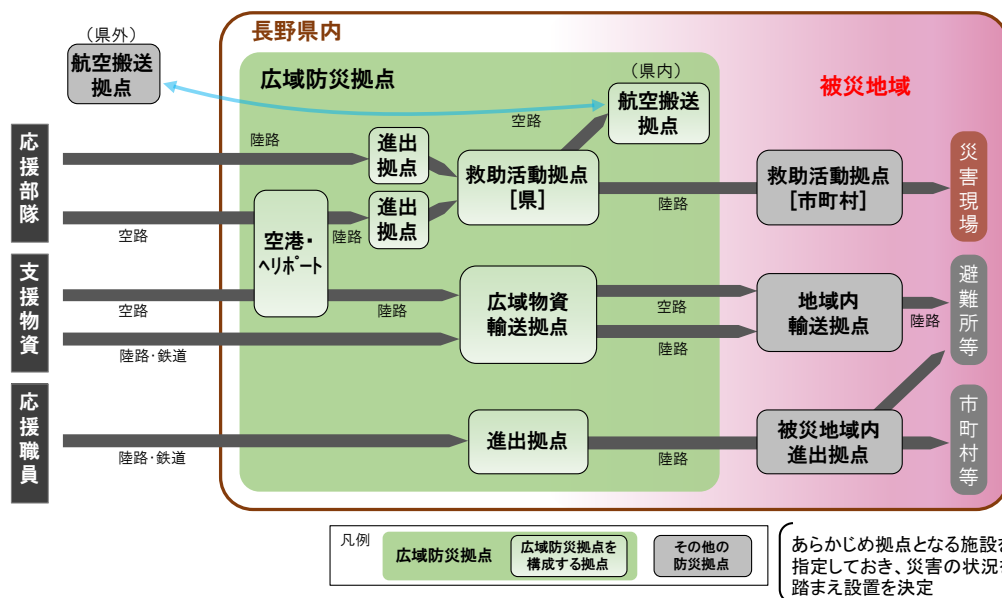 長野県内
(県外)
航空搬送
拠点
広域防災拠点
(県内)
航空搬送
拠点
被災地域
空路
応援部隊
陸路
進出
拠点
救助活動拠点
[県]
陸路
救助活動拠点
[市町村]
災害現場
空路
空港・
ヘリポート
陸路
進出
拠点
支援物資
空路
陸路
広域物資
輸送拠点
空路
地域内
輸送拠点
陸路
避難所等
陸路・鉄道
陸路
応援職員
陸路・鉄道
進出拠点
陸路
被災地域内
進出拠点
市町村等
凡例
広域防災拠点
広域防災拠点を
構成する拠点
その他の
防災拠点
あらかじめ拠点となる施設を
指定しておき、災害の状況を
踏まえ設置を決定